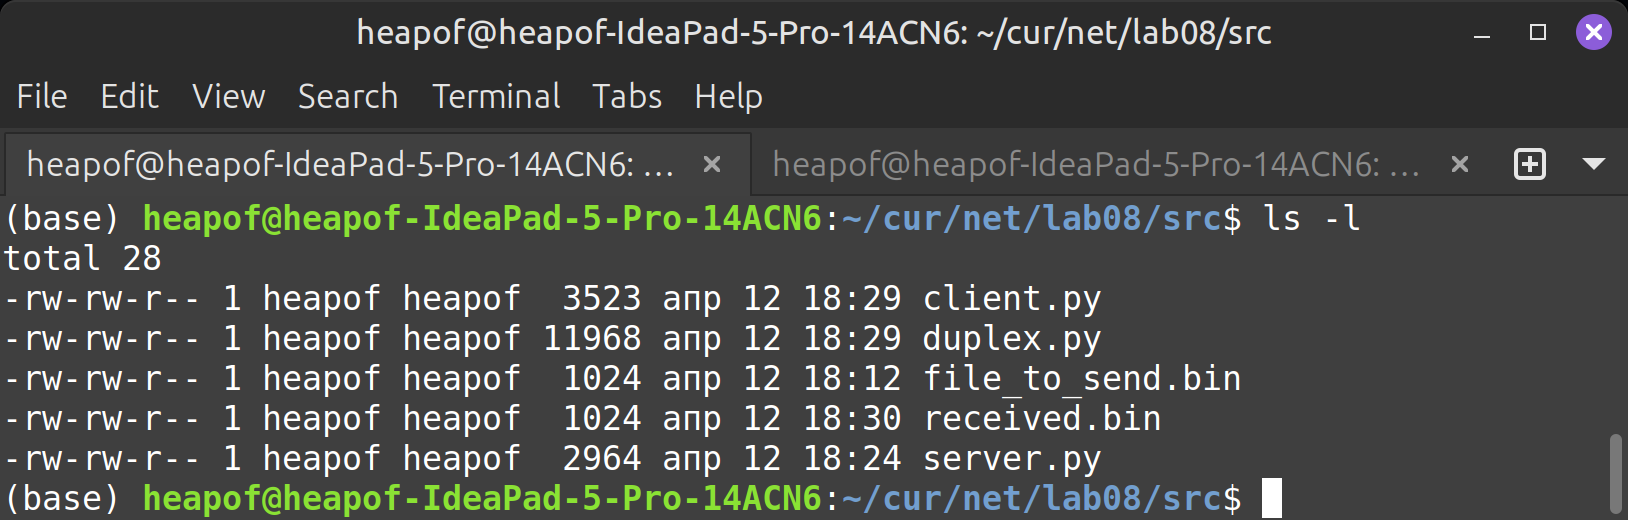 heapof@heapof-IdeaPad-5-Pro-14ACN6: ~/cur/net/lab08/src
File Edit View Search Terminal Tabs Help
heapof@heapof-IdeaPad-5-Pro-14ACN6: ... heapof@heapof-IdeaPad-5-Pro-14ACN6: ...
(base) heapof@heapof-IdeaPad-5-Pro-14ACN6:~/cur/net/lab08/src$ ls -l
total 28
-rw-rw-r-- 1 heapof heapof  3523 апр 12 18:29 client.py
-rw-rw-r-- 1 heapof heapof 11968 апр 12 18:29 duplex.py
-rw-rw-r-- 1 heapof heapof  1024 апр 12 18:12 file_to_send.bin
-rw-rw-r-- 1 heapof heapof  1024 апр 12 18:30 received.bin
-rw-rw-r-- 1 heapof heapof  2964 апр 12 18:24 server.py
(base) heapof@heapof-IdeaPad-5-Pro-14ACN6:~/cur/net/lab08/src$